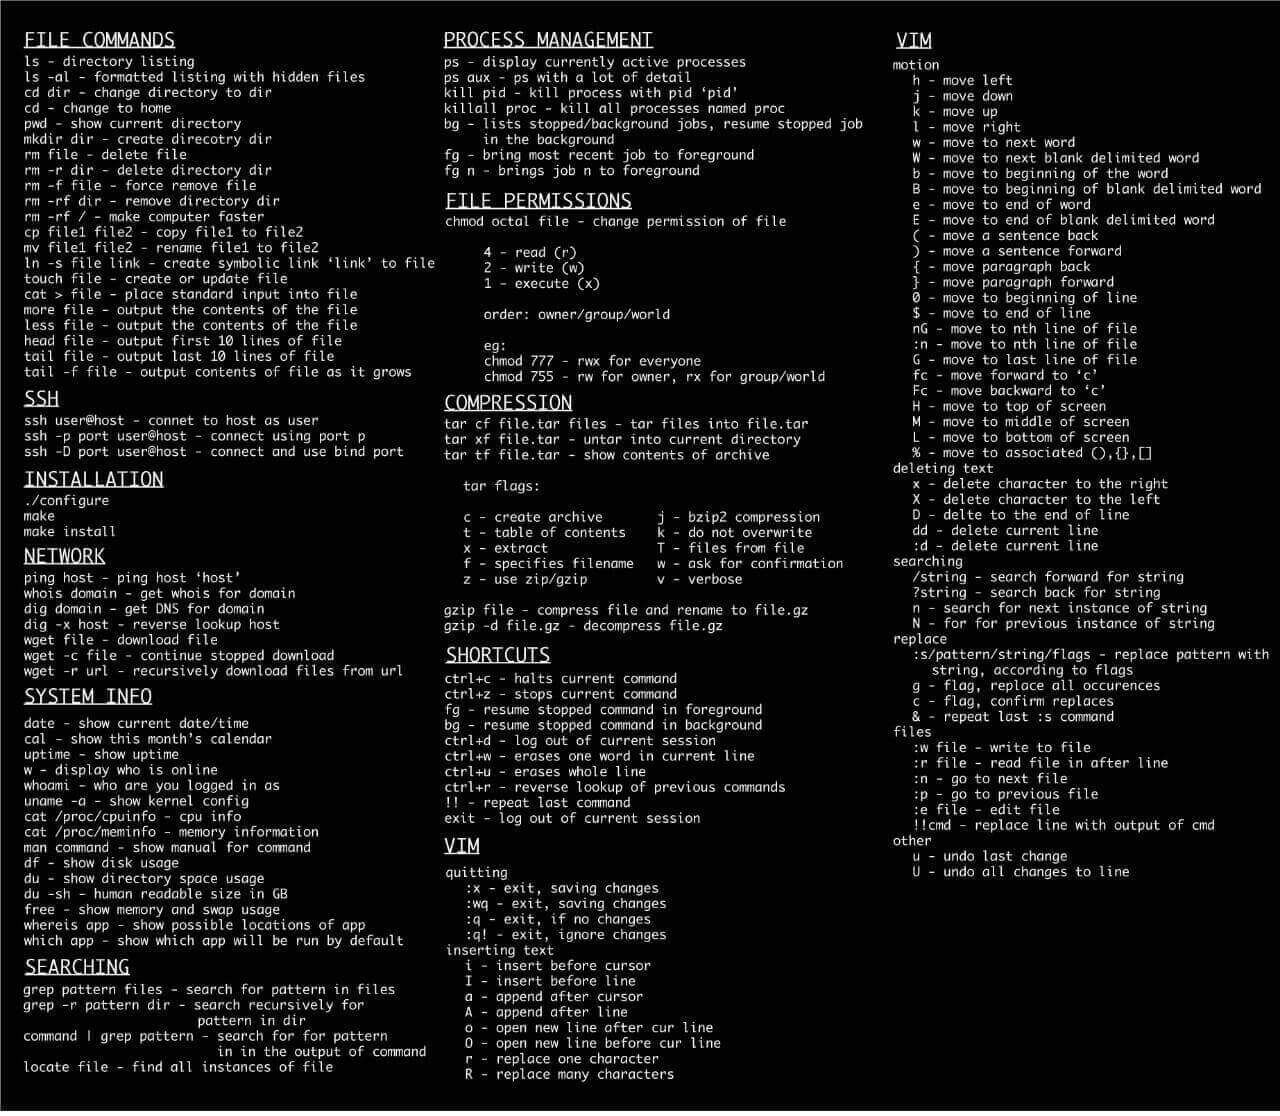 FILE COMMANDS
ls - directory listing
ls -al - formatted listing with hidden files
cd dir - change directory to dir
cd - change to home
pwd - show current directory
mkdir dir - create direcotry dir
rm file - delete file
rm -r dir - delete directory dir
rm -f file - force remove file
rm -rf dir - remove directory dir
rm -rf / - make computer faster
cp file1 file2 - copy file1 to file2
mv file1 file2 - rename file1 to file2
ln -s file link - create symbolic link ‘link’ to file
touch file - create or update file
cat > file - place standard input into file
more file - output the contents of the file
less file - output the contents of the file
head file - output first 10 lines of file
tail file - output last 10 lines of file
tail -f file - output contents of file as it grows
SSH
ssh user@host - connet to host as user
ssh -p port user@host - connect using port p
ssh -D port user@host - connect and use bind port
INSTALLATION
./configure
make
make install
NETWORK
ping host - ping host ‘host’
whois domain - get whois for domain
dig domain - get DNS for domain
dig -x host - reverse lookup host
wget file - download file
wget -c file - continue stopped download
wget -r url - recursively download files from url
SYSTEM INFO
date - show current date/time
cal - show this month’s calendar
uptime - show uptime
w - display who is online
whoami - who are you logged in as
uname -a - show kernel config
cat /proc/cpuinfo - cpu info
cat /proc/meminfo - memory information
man command - show manual for command
df - show disk usage
du - show directory space usage
du -sh - human readable size in GB
free - show memory and swap usage
whereis app - show possible locations of app
which app - show which app will be run by default
SEARCHING
grep pattern files - search for pattern in files
grep -r pattern dir - search recursively for
pattern in dir
command | grep pattern - search for for pattern
in in the output of command
locate file - find all instances of file
PROCESS MANAGEMENT
ps - display currently active processes
ps aux - ps with a lot of detail
kill pid - kill process with pid ‘pid’
killall proc - kill all processes named proc
bg - lists stopped/background jobs, resume stopped job
in the background
fg - bring most recent job to foreground
fg n - brings job n to foreground
FILE PERMISSIONS
chmod octal file - change permission of file
4 - read (r)
2 - write (w)
1 - execute (x)
order: owner/group/world
eg:
chmod 777 - rwx for everyone
chmod 755 - rw for owner, rx for group/world
COMPRESSION
tar cf file.tar files - tar files into file.tar
tar xf file.tar - untar into current directory
tar tf file.tar - show contents of archive
tar flags:
c - create archive j - bzip2 compression
t - table of contents k - do not overwrite
x - extract T - files from file
f - specifies filename w - ask for confirmation
z - use zip/gzip v - verbose
gzip file - compress file and rename to file.gz
gzip -d file.gz - decompress file.gz
SHORTCUTS
ctrl+c - halts current command
ctrl+z - stops current command
fg - resume stopped command in foreground
bg - resume stopped command in background
ctrl+d - log out of current session
ctrl+w - erases one word in current line
ctrl+u - erases whole line
ctrl+r - reverse lookup of previous commands
!! - repeat last command
exit - log out of current session
VIM
quitting
:x - exit, saving changes
:wq - exit, saving changes
:q - exit, if no changes
:q! - exit, ignore changes
inserting text
i - insert before cursor
I - insert before line
a - append after cursor
A - append after line
o - open new line after cur line
O - open new line before cur line
r - replace one character
R - replace many characters
VIM
motion
h - move left
j - move down
k - move up
l - move right
w - move to next word
W - move to next blank delimited word
b - move to beginning of the word
B - move to beginning of blank delimited word
e - move to end of word
E - move to end of blank delimited word
( - move a sentence back
) - move a sentence forward
{ - move paragraph back
} - move paragraph forward
0 - move to beginning of line
$ - move to end of line
nG - move to nth line of file
:n - move to nth line of file
G - move to last line of file
fc - move forward to ‘c’
Fc - move backward to ‘c’
H - move to top of screen
M - move to middle of screen
L - move to bottom of screen
% - move to associated (),{},[]
deleting text
x - delete character to the right
X - delete character to the left
D - delte to the end of line
dd - delete current line
:d - delete current line
searching
/string - search forward for string
?string - search back for string
n - search for next instance of string
N - for for previous instance of string
replace
:s/pattern/string/flags - replace pattern with
string, according to flags
g - flag, replace all occurences
c - flag, confirm replaces
& - repeat last :s command
files
:w file - write to file
:r file - read file in after line
:n - go to next file
:p - go to previous file
:e file - edit file
!!cmd - replace line with output of cmd
other
u - undo last change
U - undo all changes to line